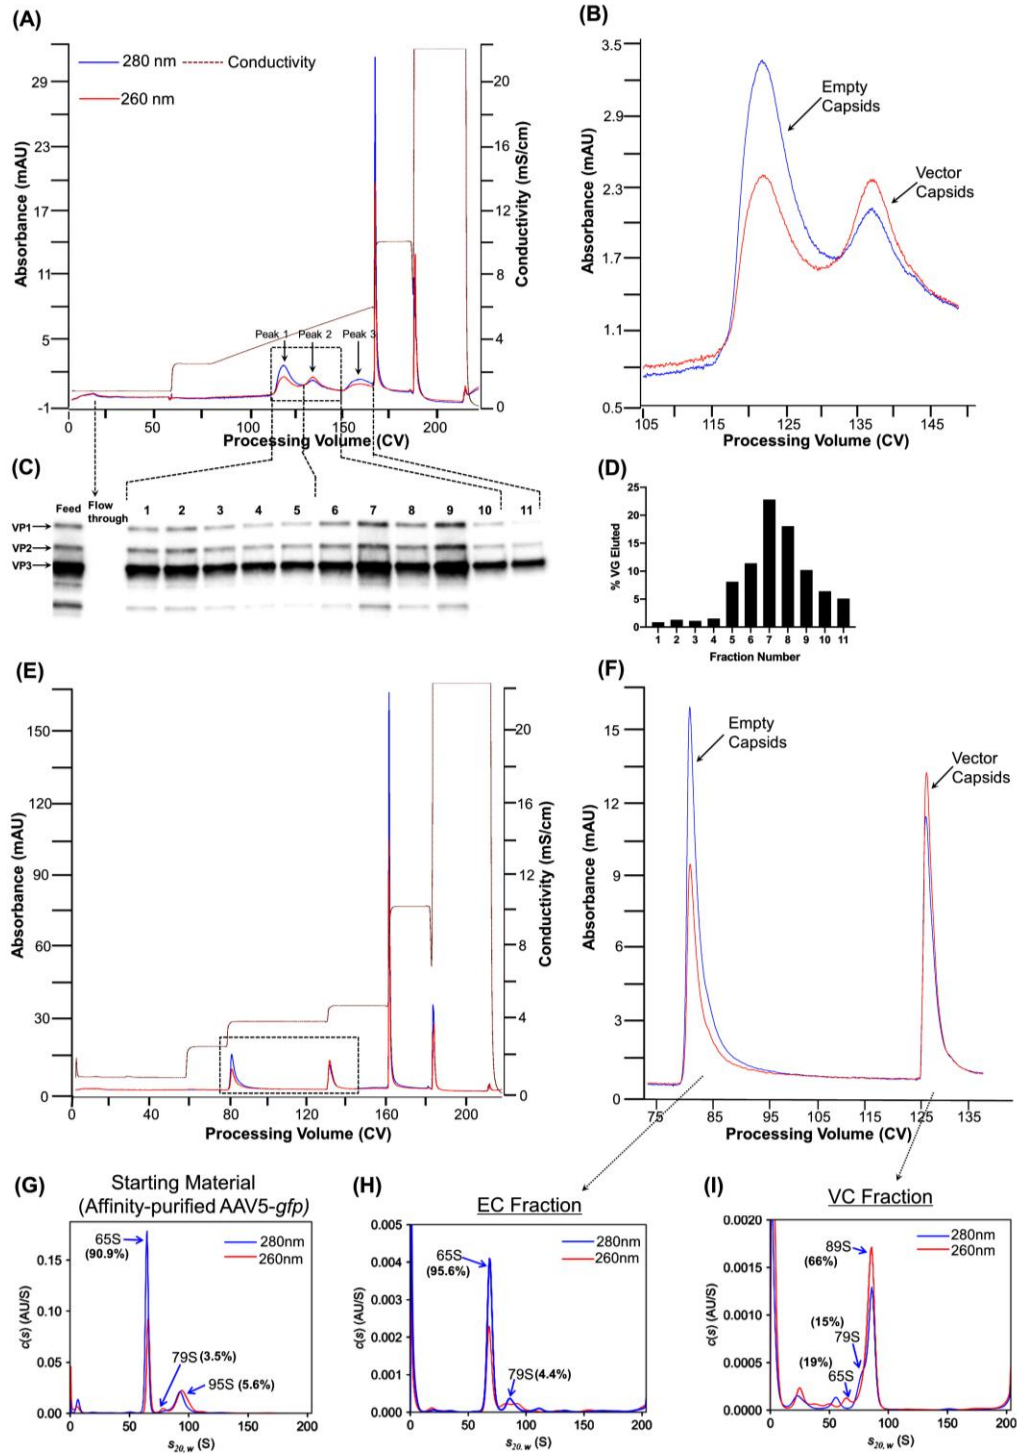 (A)
280 nm
Conductivity
260 nm
29
23
17
11
5
-1
20
16
12
8
4
0
Absorbance (mAU)
Conductivity (mS/cm)
Peak 1
Peak 2
Peak 3
0
50
100
150
200
Processing Volume (CV)
(B)
3.5
2.9
2.3
1.7
1.1
0.5
Absorbance (mAU)
Empty
Capsids
Vector
Capsids
105
115
125
135
149
Processing Volume (CV)
(C)
Feed
Flow
through
1 2 3 4 5 6 7 8 9 10 11
VP1
VP2
VP3
(D)
25
20
15
10
5
0
% VG Eluted
1 2 3 4 5 6 7 8 9 10 11
Fraction Number
(E)
150
120
90
60
30
0
20
16
12
8
4
0
Absorbance (mAU)
Conductivity (mS/cm)
0
40
80
120
160
200
Processing Volume (CV)
(F)
15
12
9
6
3
0
Absorbance (mAU)
Empty
Capsids
Vector
Capsids
75
85
95
105
115
125
135
Processing Volume (CV)
(G)
Starting Material
(Affinity-purified AAV5-gfp)
65S
(90.9%)
280nm
260nm
79S (3.5%)
95S (5.6%)
0.15
0.10
0.05
0.00
c(s) (AU/S)
0
50
100
150
200
s20, w (S)
(H)
EC Fraction
65S
(95.6%)
280nm
260nm
79S (4.4%)
0.005
0.004
0.003
0.002
0.001
0.000
c(s) (AU/S)
0
50
100
150
200
s20, w (S)
(I)
VC Fraction
89S
(66%)
280nm
260nm
(15%)
79S
(19%)
65S
0.0020
0.0015
0.0010
0.0005
0.0000
c(s) (AU/S)
0
50
100
150
200
s20, w (S)